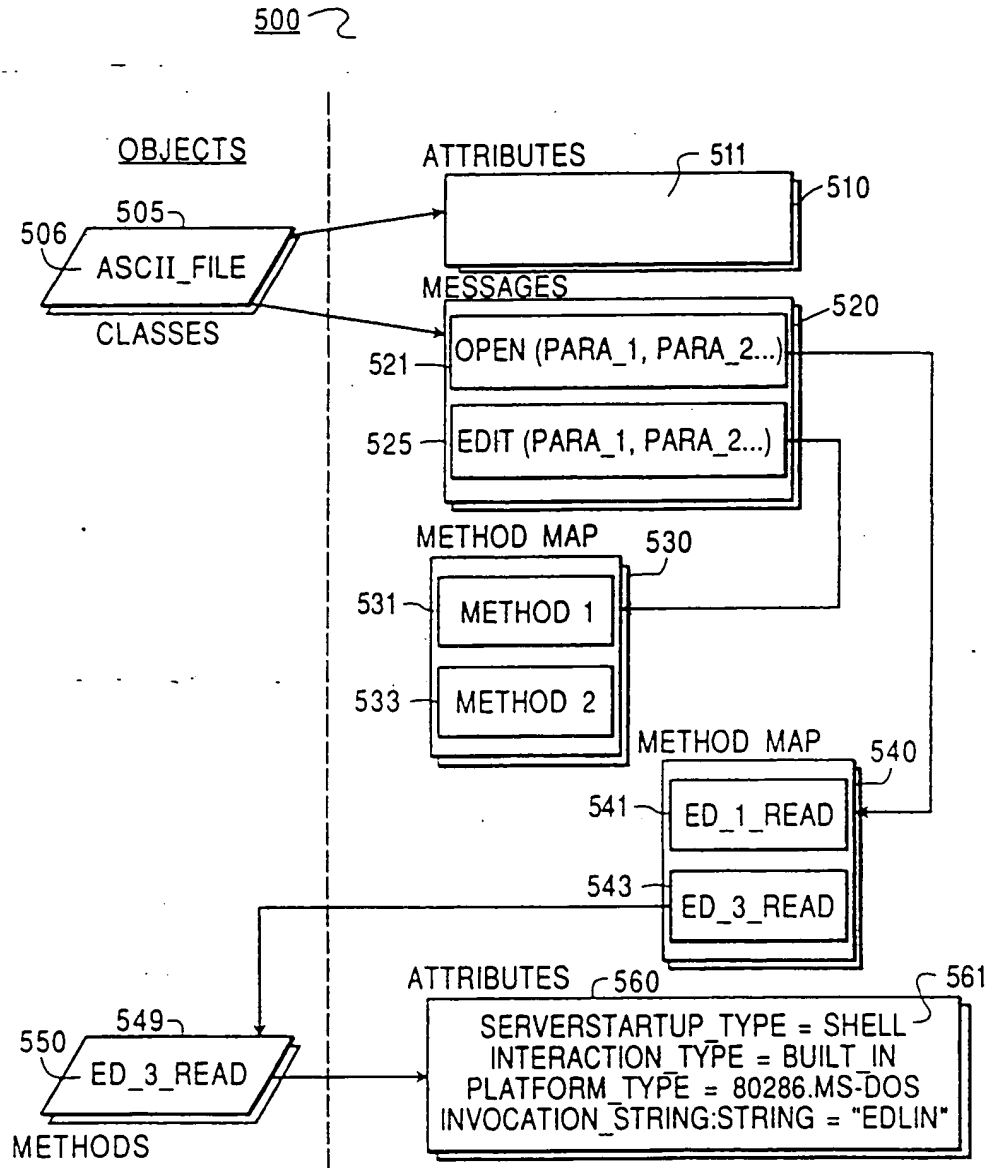 500
OBJECTS
ATTRIBUTES
511
510
505
506
ASCII_FILE
CLASSES
MESSAGES
520
OPEN (PARA_1, PARA_2...)
521
525
EDIT (PARA_1, PARA_2...)
METHOD MAP
530
531
METHOD 1
533
METHOD 2
METHOD MAP
540
541
ED_1_READ
543
ED_3_READ
ATTRIBUTES
560
561
549
550
ED_3_READ
METHODS
SERVERSTARTUP_TYPE = SHELL
INTERACTION_TYPE = BUILT_IN
PLATFORM_TYPE = 80286.MS-DOS
INVOCATION_STRING:STRING = "EDLIN"